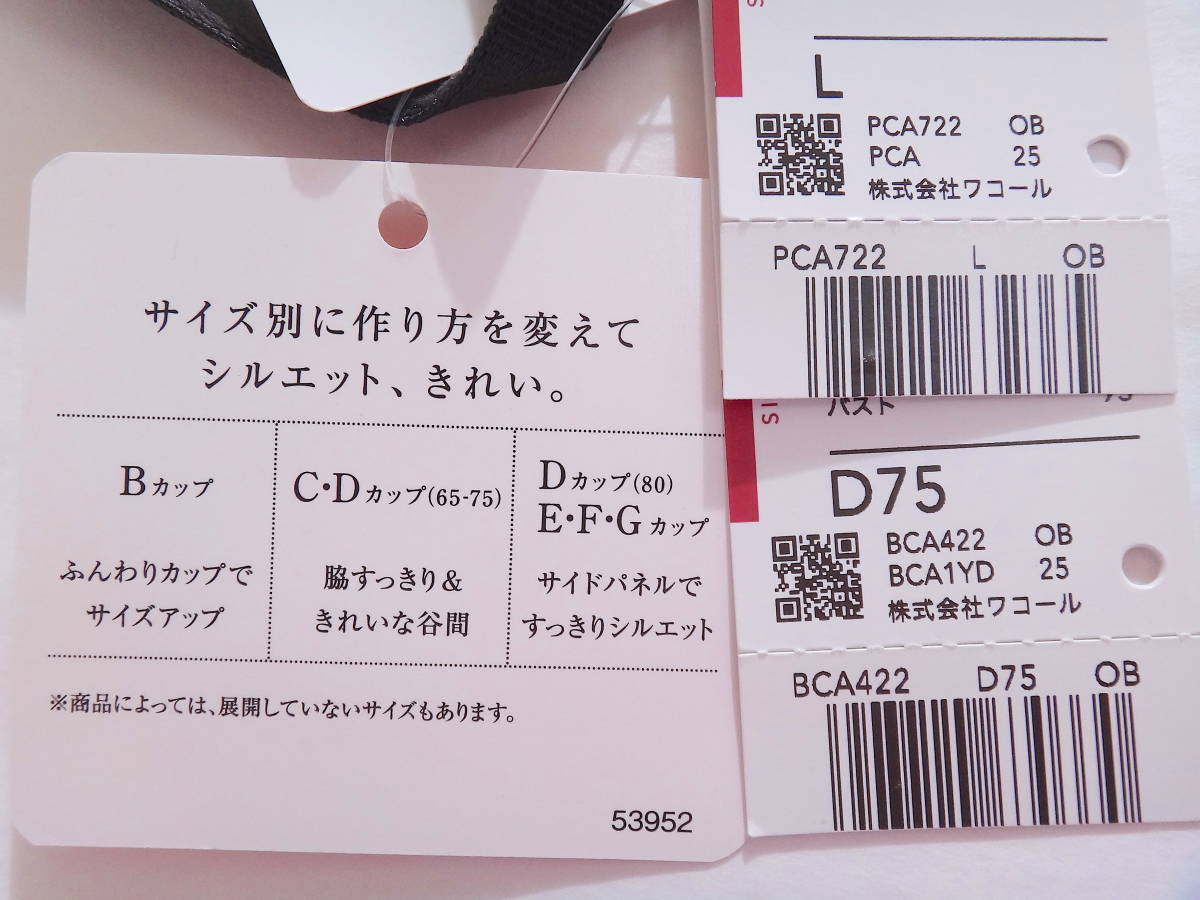 サイズ別に作り方を変えて
シルエット、きれい。
Bカップ
ふんわりカップで
サイズアップ
C・Dカップ(65-75)
脇すっきり&
きれいな谷間
Dカップ(80)
E・F・Gカップ
サイドパネルで
すっきりシルエット
※商品によっては、展開していないサイズもあります。
53952
L
PCA722 OB
PCA 25
株式会社ワコール
PCA722 L OB
バスト
D75
BCA422 OB
BCA1YD 25
株式会社ワコール
BCA422 D75 OB